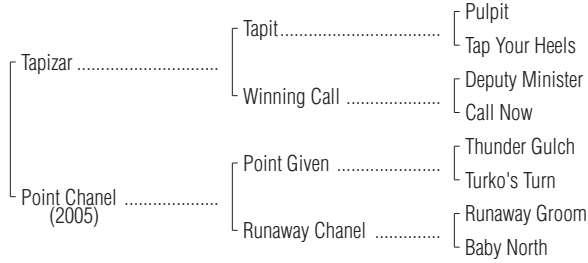 Pulpit
Tapit
Tap Your Heels
Tapizar
Deputy Minister
Winning Call
Call Now
Thunder Gulch
Point Given
Turko's Turn
Point Chanel
(2005)
Runaway Groom
Runaway Chanel
Baby North